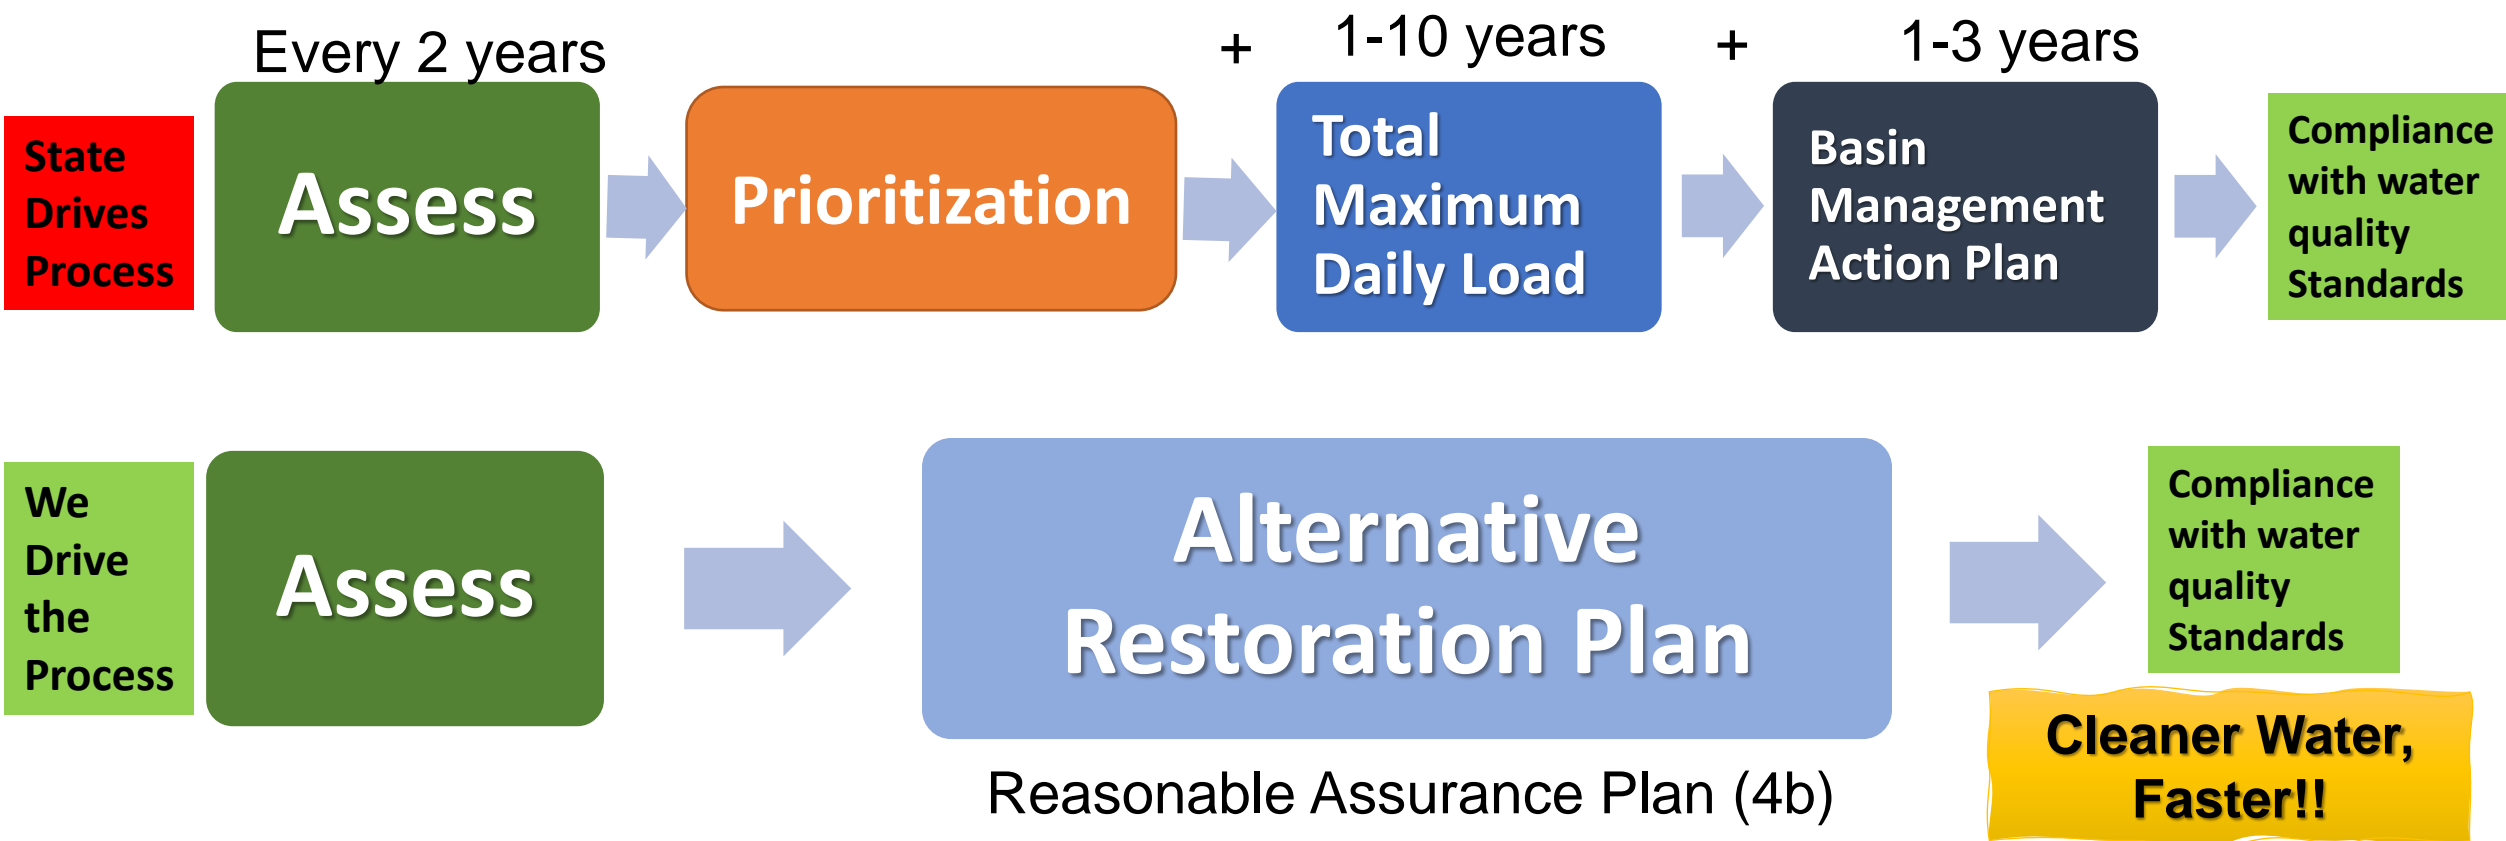 Every 2 years
+
1-10 years
+
1-3 years
State
Drives
Process
Assess
Prioritization
Total
Maximum
Daily Load
Basin
Management
Action Plan
Compliance
with water
quality
Standards
We
Drive
the
Process
Assess
Alternative
Restoration Plan
Compliance
with water
quality
Standards
Reasonable Assurance Plan (4b)
Cleaner Water,
Faster!!